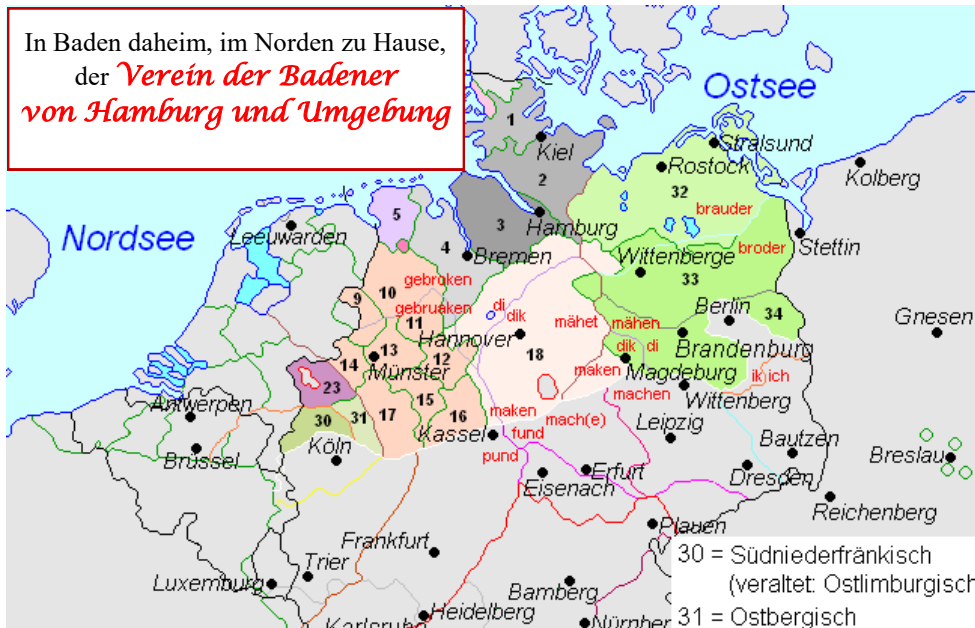 In Baden daheim, im Norden zu Hause,
der Verein der Badener
von Hamburg und Umgebung
Ostsee
Nordsee
1
Kiel
2
Stralsund
Rostock
Kolberg
32
brauder
5
3
Hamburg
Leeuwarden
4
Bremen
broder
Stettin
Wittenberge
33
9
10
gebroken
gebruaken
11
di
dik
Hannover
mähet
mähen
dik di
Berlin
34
Gnesen
Brandenburg
14
13
Münster
12
18
maken
Magdeburg
ik ich
23
machen
Wittenberg
Antwerpen
30
31
17
15
16
maken
mach(e)
Kassel
fund
pund
Leipzig
Brüssel
Köln
Bautzen
Breslau
Erfurt
Eisenach
Dresden
Reichenberg
Plauen
Frankfurt
Trier
Luxemburg
Bamberg
Heidelberg
Karlsruhe
Nürnber
30 = Südniederfränkisch
(veraltet: Ostlimburgisch
31 = Ostbergisch